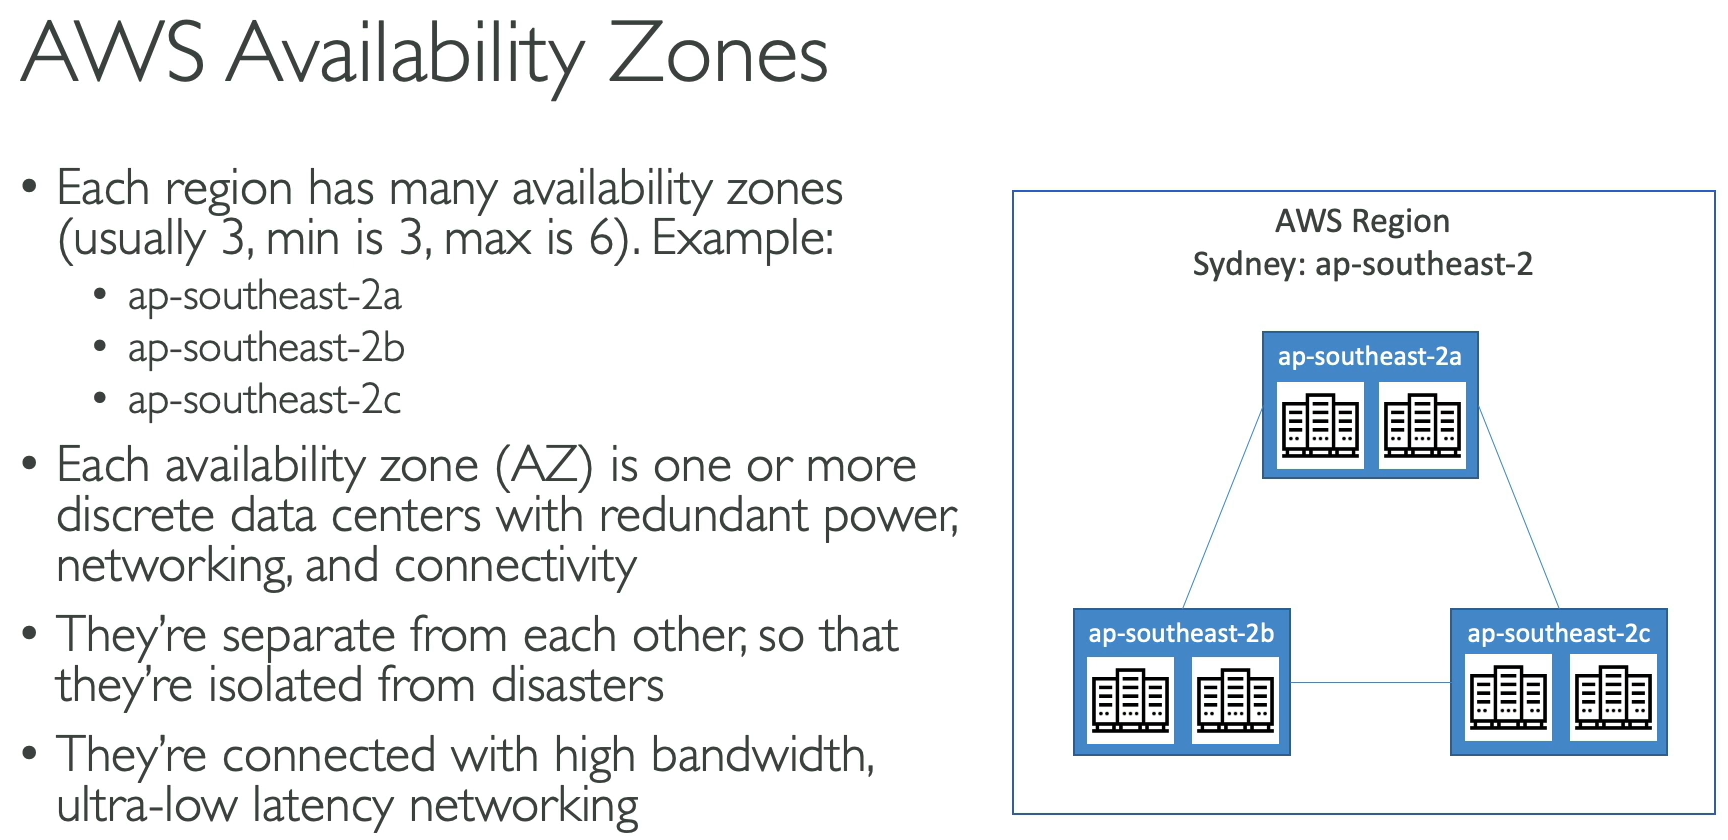 AWS Availability Zones
• Each region has many availability zones
(usually 3, min is 3, max is 6). Example:
• ap-southeast-2a
• ap-southeast-2b
• ap-southeast-2c
• Each availability zone (AZ) is one or more
discrete data centers with redundant power,
networking, and connectivity
• They’re separate from each other, so that
they’re isolated from disasters
• They’re connected with high bandwidth,
ultra-low latency networking
AWS Region
Sydney: ap-southeast-2
ap-southeast-2a
ap-southeast-2b
ap-southeast-2c